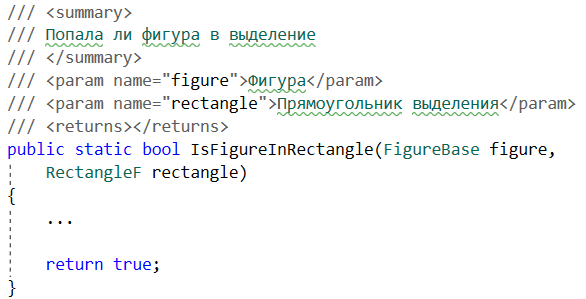 /// <summary>
/// Попала ли фигура в выделение
/// </summary>
/// <param name="figure">Фигура</param>
/// <param name="rectangle">Прямоугольник выделения</param>
/// <returns></returns>
public static bool IsFigureInRectangle(FigureBase figure,
    RectangleF rectangle)
{
    ...

    return true;
}